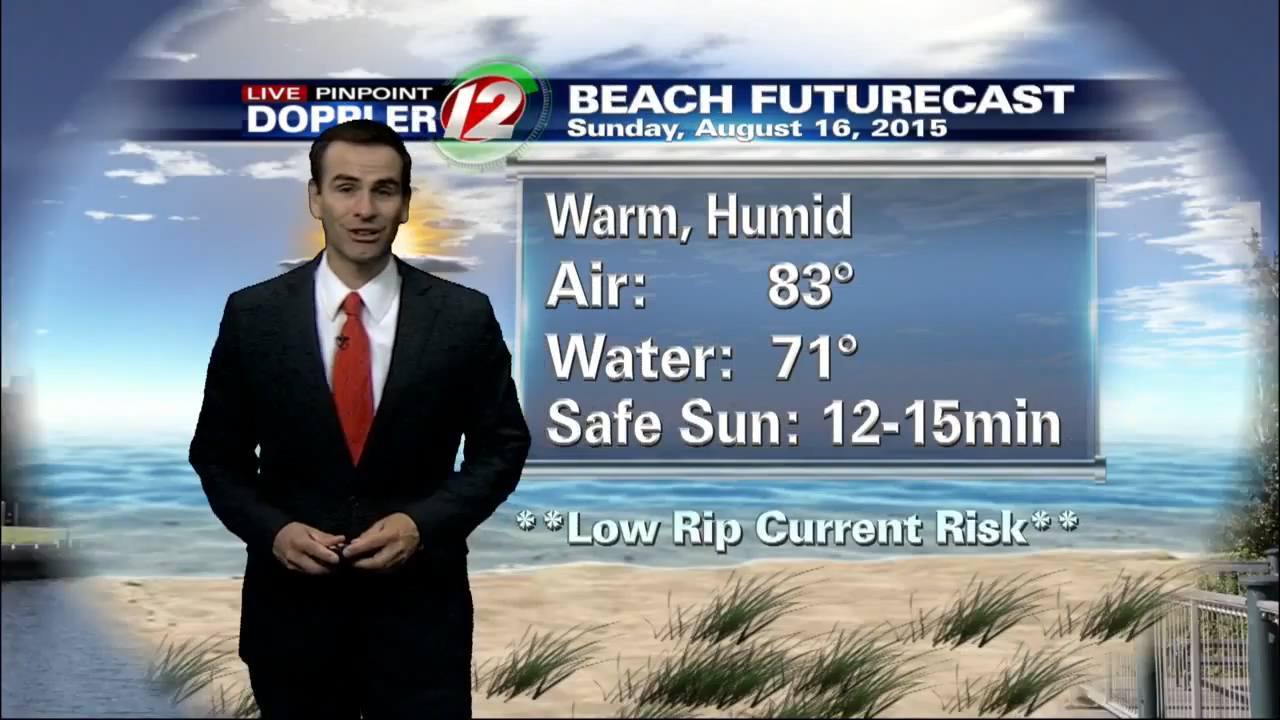 LIVE PINPOINT
DOPPLER 12
BEACH FUTURECAST
Sunday, August 16, 2015
Warm, Humid
Air: 83°
Water: 71°
Safe Sun: 12-15min
**Low Rip Current Risk**